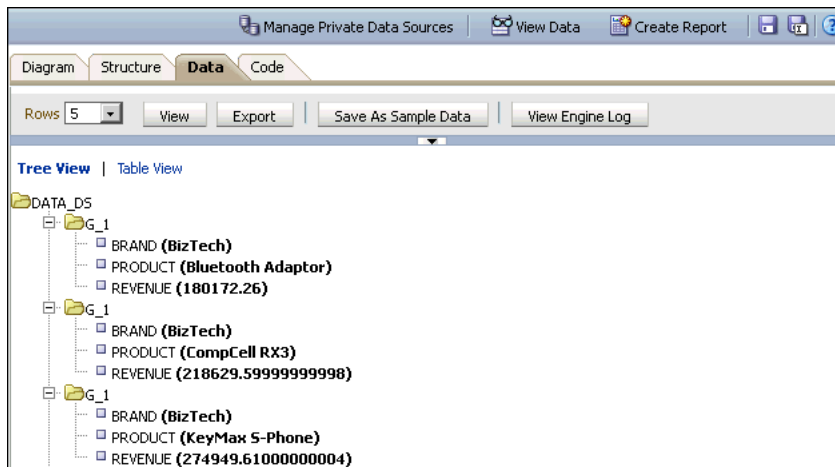 Manage Private Data Sources View Data Create Report
Diagram Structure Data Code
Rows 5 View Export Save As Sample Data View Engine Log
Tree View | Table View
DATA_DS
G_1
BRAND (BizTech)
PRODUCT (Bluetooth Adaptor)
REVENUE (180172.26)
G_1
BRAND (BizTech)
PRODUCT (CompCell RX3)
REVENUE (218629.59999999998)
G_1
BRAND (BizTech)
PRODUCT (KeyMax S-Phone)
REVENUE (274949.61000000004)